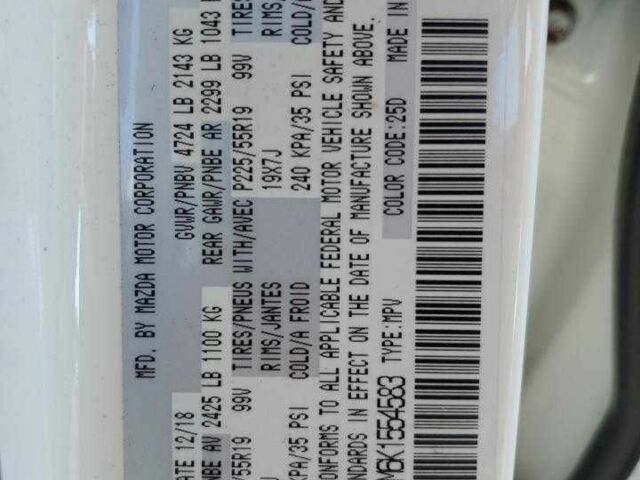 MFD. BY MAZDA MOTOR CORPORATION
ATE 12/18 GVWR/PNBV 4724 LB 2143 KG
NBE AV 2425 LB 1100 KG REAR GAWR/PNBE AR 2299 LB 1043
/55R19 99V TIRES/PNEUS WITH/AVEC P225/55R19 99V TIRES
RIMS/JANTES 19X7J RIMS
KPA/35 PSI COLD/A FROID 240 KPA/35 PSI COLD/A
ONFORMS TO ALL APPLICABLE FEDERAL MOTOR VEHICLE SAFETY AND
NDARDS IN EFFECT ON THE DATE OF MANUFACTURE SHOWN ABOVE.
M6K1554583 TYPE:MPV COLOR CODE:25D MADE IN